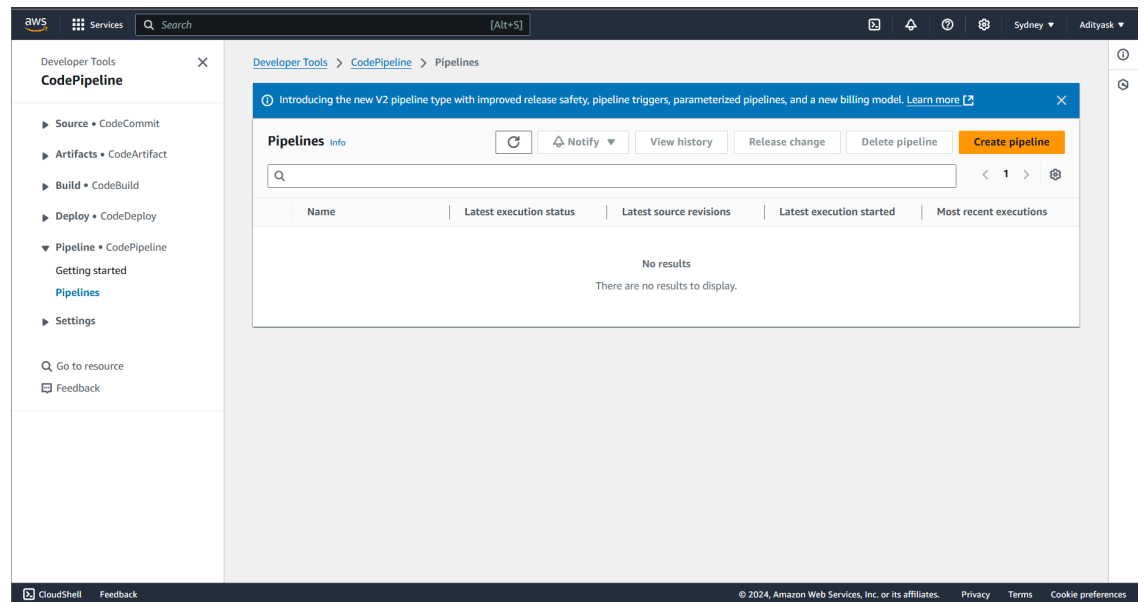 aws Services Search [Alt+S] Sydney ▼ Adityask ▼
Developer Tools
CodePipeline
Source • CodeCommit
Artifacts • CodeArtifact
Build • CodeBuild
Deploy • CodeDeploy
Pipeline • CodePipeline
Getting started
Pipelines
Settings
Go to resource
Feedback
Developer Tools > CodePipeline > Pipelines
Introducing the new V2 pipeline type with improved release safety, pipeline triggers, parameterized pipelines, and a new billing model. Learn more
Pipelines Info Notify ▼ View history Release change Delete pipeline Create pipeline
< 1 >
Name Latest execution status Latest source revisions Latest execution started Most recent executions
No results
There are no results to display.
CloudShell Feedback © 2024, Amazon Web Services, Inc. or its affiliates. Privacy Terms Cookie preferences